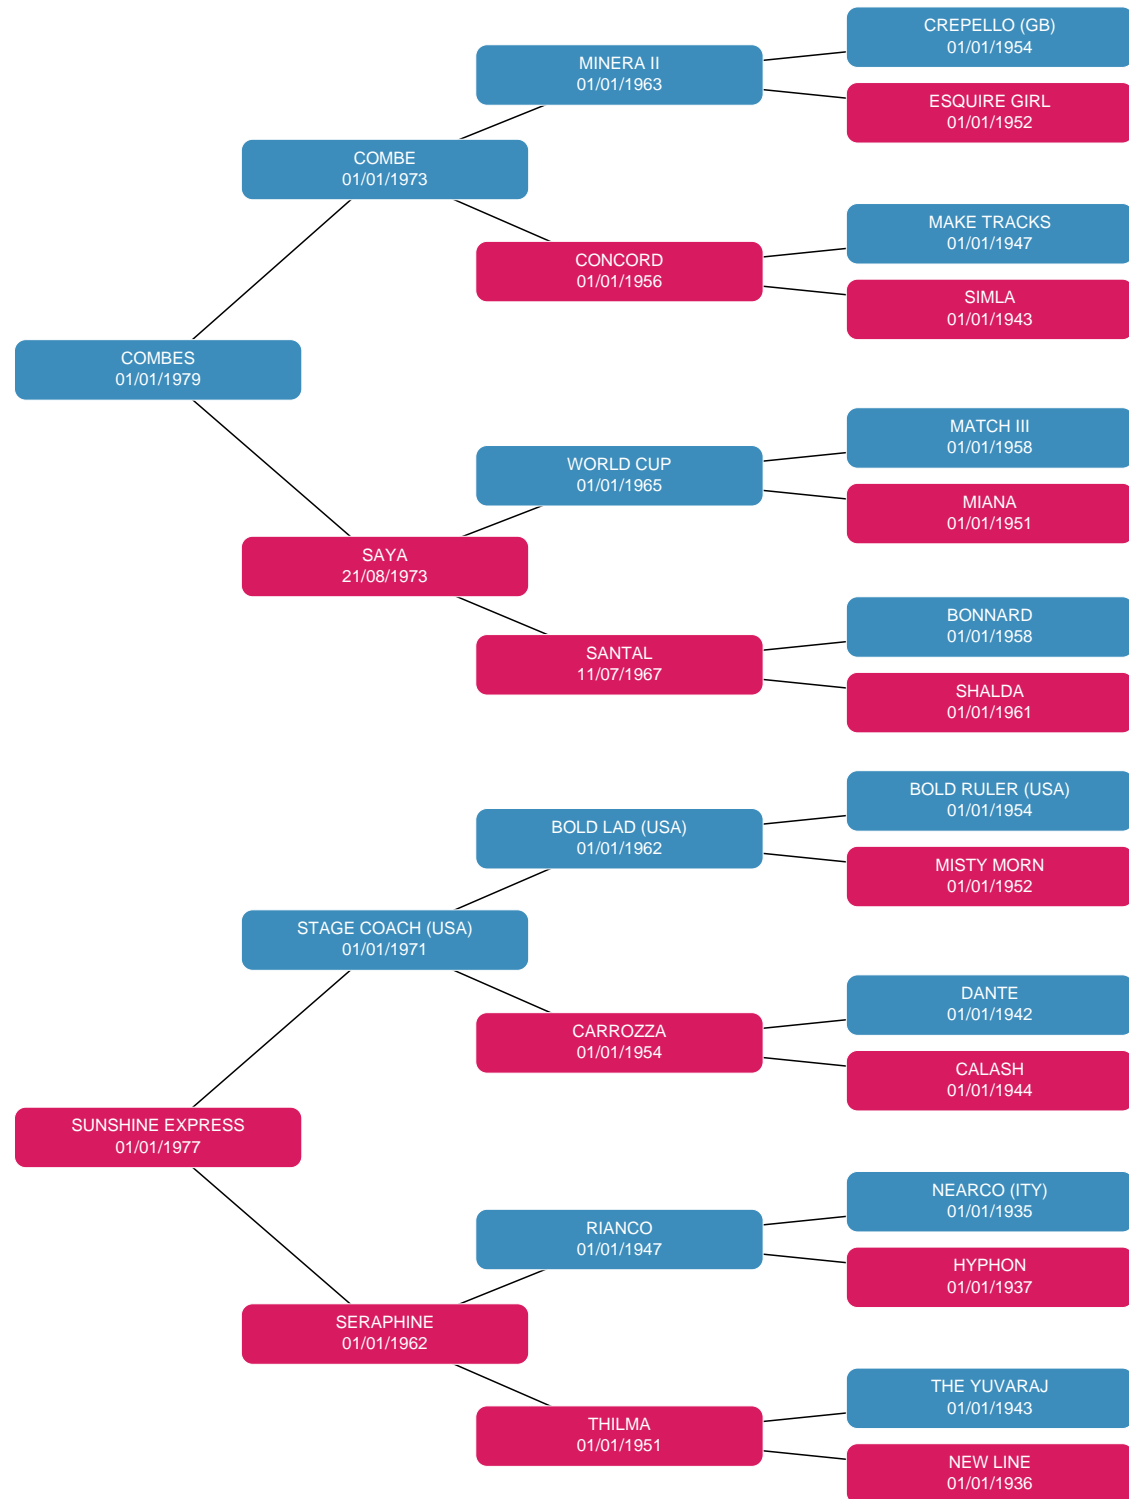 CREPELLO (GB)
01/01/1954
MINERA II
01/01/1963
ESQUIRE GIRL
01/01/1952
COMBE
01/01/1973
MAKE TRACKS
01/01/1947
CONCORD
01/01/1956
SIMLA
01/01/1943
COMBES
01/01/1979
MATCH III
01/01/1958
WORLD CUP
01/01/1965
MIANA
01/01/1951
SAYA
21/08/1973
BONNARD
01/01/1958
SANTAL
11/07/1967
SHALDA
01/01/1961
BOLD RULER (USA)
01/01/1954
BOLD LAD (USA)
01/01/1962
MISTY MORN
01/01/1952
STAGE COACH (USA)
01/01/1971
DANTE
01/01/1942
CARROZZA
01/01/1954
CALASH
01/01/1944
SUNSHINE EXPRESS
01/01/1977
NEARCO (ITY)
01/01/1935
RIANCO
01/01/1947
HYPHON
01/01/1937
SERAPHINE
01/01/1962
THE YUVARAJ
01/01/1943
THILMA
01/01/1951
NEW LINE
01/01/1936